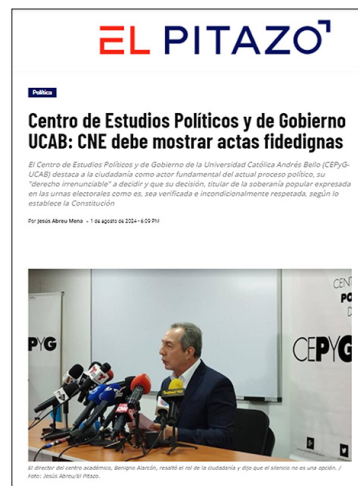 EL PITAZO
Política
Centro de Estudios Políticos y de Gobierno
UCAB: CNE debe mostrar actas fidedignas
El Centro de Estudios Políticos y de Gobierno de la Universidad Católica Andrés Bello (CEPyG-
UCAB) destaca a la ciudadanía como actor fundamental del actual proceso político, su
"derecho irrenunciable" a decidir y que su decisión, titular de la soberanía popular expresada
en las urnas electorales como es, sea verificada e incondicionalmente respetada, según lo
establece la Constitución
Por Jesús Abreu Mena - 1 de agosto de 2024 - 6:09 PM
CEN
PO
D
PYG
CEPYG
CNN
El director del centro académico, Benigno Alarcón, resaltó el rol de la ciudadanía y dijo que el silencio no es una opción. /
Foto: Jesús Abreu/El Pitazo.